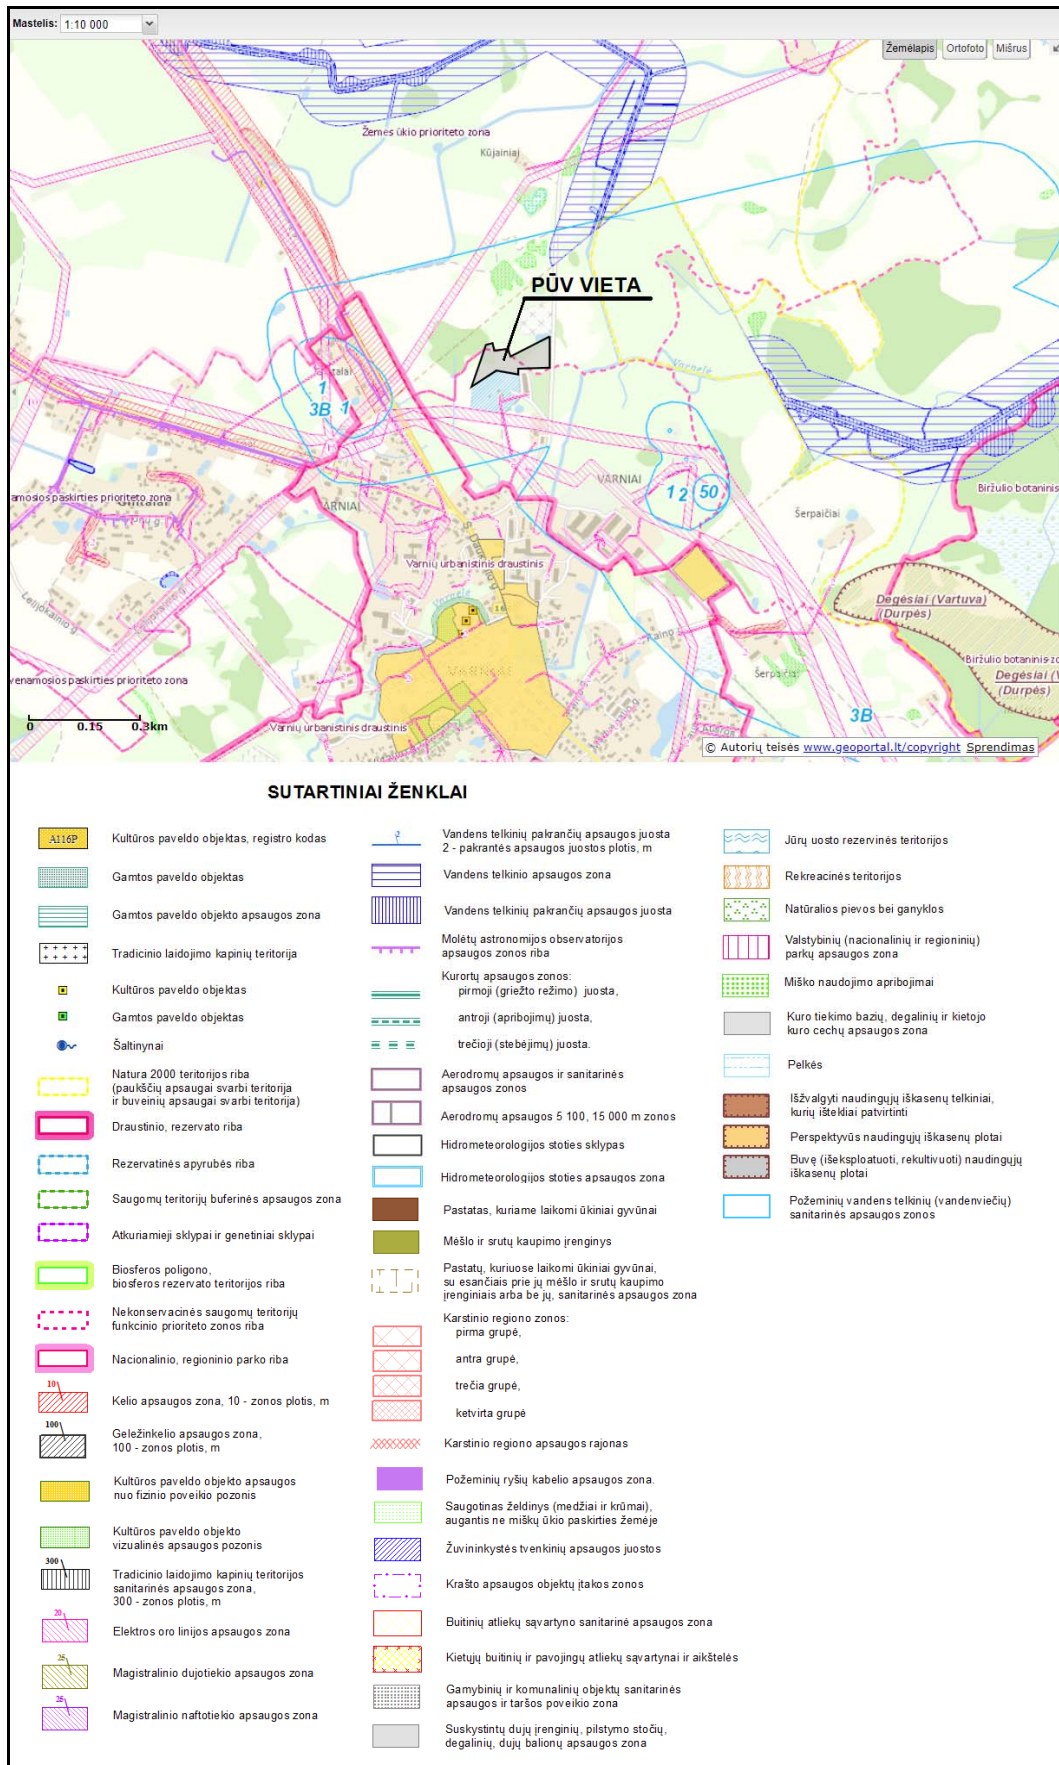 Mastelis: 1:10 000
Žemėlapis Ortofoto Mišrus
Žemės ūkio prioriteto zona
Kūjainiai
PŪV VIETA
Vornelė
1
3B 1
VARNIAI
1 2 50
Šerpaičiai
Biržulio botaninis
amosios paskirties prioriteto zona
ARNIAI
S. Daukanto g.
Varnių urbanistinis draustinis
Degėsiai (Vartuva)
(Durpės)
Vornelė
16
VARNIAI
Biržulio botaninis zo
Degėsiai (V
(Durpės)
venamosios paskirties prioriteto zona
3B
0 0.15 0.3km
Varnių urbanistinis draustinis
© Autorių teisės www.geoportal.lt/copyright Sprendimas
SUTARTINIAI ŽENKLAI
A116P Kultūros paveldo objektas, registro kodas
Gamtos paveldo objektas
Gamtos paveldo objekto apsaugos zona
Tradicinio laidojimo kapinių teritorija
Kultūros paveldo objektas
Gamtos paveldo objektas
Šaltinynai
Natura 2000 teritorijos riba
(paukščių apsaugai svarbi teritorija
ir buveinių apsaugai svarbi teritorija)
Draustinio, rezervato riba
Rezervatinės apyrubės riba
Saugomų teritorijų buferinės apsaugos zona
Atkuriamieji sklypai ir genetiniai sklypai
Biosferos poligono,
biosferos rezervato teritorijos riba
Nekonservacinės saugomų teritorijų
funkcinio prioriteto zonos riba
Nacionalinio, regioninio parko riba
10
Kelio apsaugos zona, 10 - zonos plotis, m
100
Geležinkelio apsaugos zona,
100 - zonos plotis, m
Kultūros paveldo objekto apsaugos
nuo fizinio poveikio pozonis
Kultūros paveldo objekto
vizualinės apsaugos pozonis
300
Tradicinio laidojimo kapinių teritorijos
sanitarinė apsaugos zona,
300 - zonos plotis, m
20
Elektros oro linijos apsaugos zona
25
Magistralinio dujotiekio apsaugos zona
25
Magistralinio naftotiekio apsaugos zona
2
Vandens telkinių pakrančių apsaugos juosta
2 - pakrantės apsaugos juostos plotis, m
Vandens telkinio apsaugos zona
Vandens telkinių pakrančių apsaugos juosta
Molėtų astronomijos observatorijos
apsaugos zonos riba
Kurortų apsaugos zonos:
pirmoji (griežto režimo) juosta,
antroji (apribojimų) juosta,
trečioji (stebėjimų) juosta.
Aerodromų apsaugos ir sanitarinės
apsaugos zonos
Aerodromų apsaugos 5 100, 15 000 m zonos
Hidrometeorologijos stoties sklypas
Hidrometeorologijos stoties apsaugos zona
Pastatas, kuriame laikomi ūkiniai gyvūnai
Mėšlo ir srutų kaupimo įrenginys
Pastatų, kuriuose laikomi ūkiniai gyvūnai,
su esančiais prie jų mėšlo ir srutų kaupimo
įrenginiais arba be jų, sanitarinės apsaugos zona
Karstinio regiono zonos:
pirma grupė,
antra grupė,
trečia grupė,
ketvirta grupė
Karstinio regiono apsaugos rajonas
Požeminių ryšių kabelio apsaugos zona.
Saugotinas želdinys (medžiai ir krūmai),
augantis ne miškų ūkio paskirties žemėje
Žuvininkystės tvenkinių apsaugos juostos
Krašto apsaugos objektų įtakos zonos
Buitinių atliekų sąvartyno sanitarinė apsaugos zona
Kietųjų buitinių ir pavojingų atliekų sąvartynai ir aikštelės
Gamybinių ir komunalinių objektų sanitarinės
apsaugos ir taršos poveikio zona
Suskystintų dujų įrenginių, pilstymo stočių,
degalinių, dujų balionų apsaugos zona
Jūrų uosto rezervinės teritorijos
Rekreacinės teritorijos
Natūralios pievos bei ganyklos
Valstybinių (nacionalinių ir regioninių)
parkų apsaugos zona
Miško naudojimo apribojimai
Kuro tiekimo bazių, degalinių ir kietojo
kuro cechų apsaugos zona
Pelkės
Išžvalgyti naudingųjų iškasenų telkiniai,
kurių ištekliai patvirtinti
Perspektyvūs naudingųjų iškasenų plotai
Buvę (išeksploatuoti, rekultivuoti) naudingųjų
iškasenų plotai
Požeminių vandens telkinių (vandenviečių)
sanitarinės apsaugos zonos